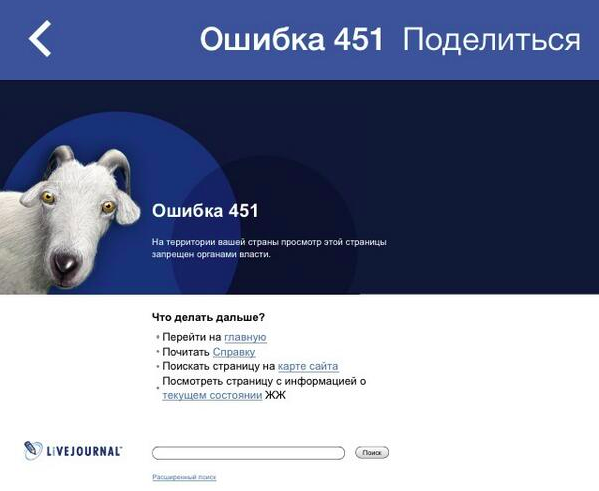 Ошибка 451 Поделиться
Ошибка 451
На территории вашей страны просмотр этой страницы
запрещен органами власти.
Что делать дальше?
• Перейти на главную
• Почитать Справку
• Поискать страницу на карте сайта
• Посмотреть страницу с информацией о
текущем состоянии ЖЖ
LIVEJOURNAL™
Поиск
Расширенный поиск